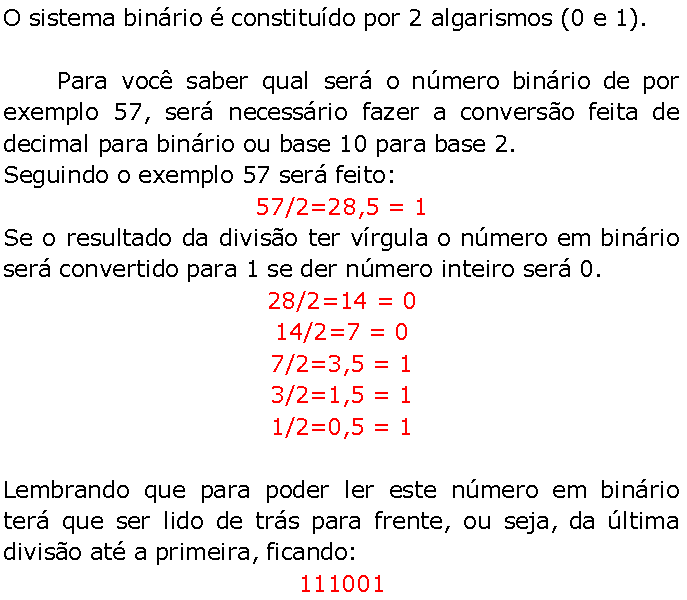 O sistema binário é constituído por 2 algarismos (0 e 1).
Para você saber qual será o número binário de por
exemplo 57, será necessário fazer a conversão feita de
decimal para binário ou base 10 para base 2.
Seguindo o exemplo 57 será feito:
57/2=28,5 = 1
Se o resultado da divisão ter vírgula o número em binário
será convertido para 1 se der número inteiro será 0.
28/2=14 = 0
14/2=7 = 0
7/2=3,5 = 1
3/2=1,5 = 1
1/2=0,5 = 1
Lembrando que para poder ler este número em binário
terá que ser lido de trás para frente, ou seja, da última
divisão até a primeira, ficando:
111001